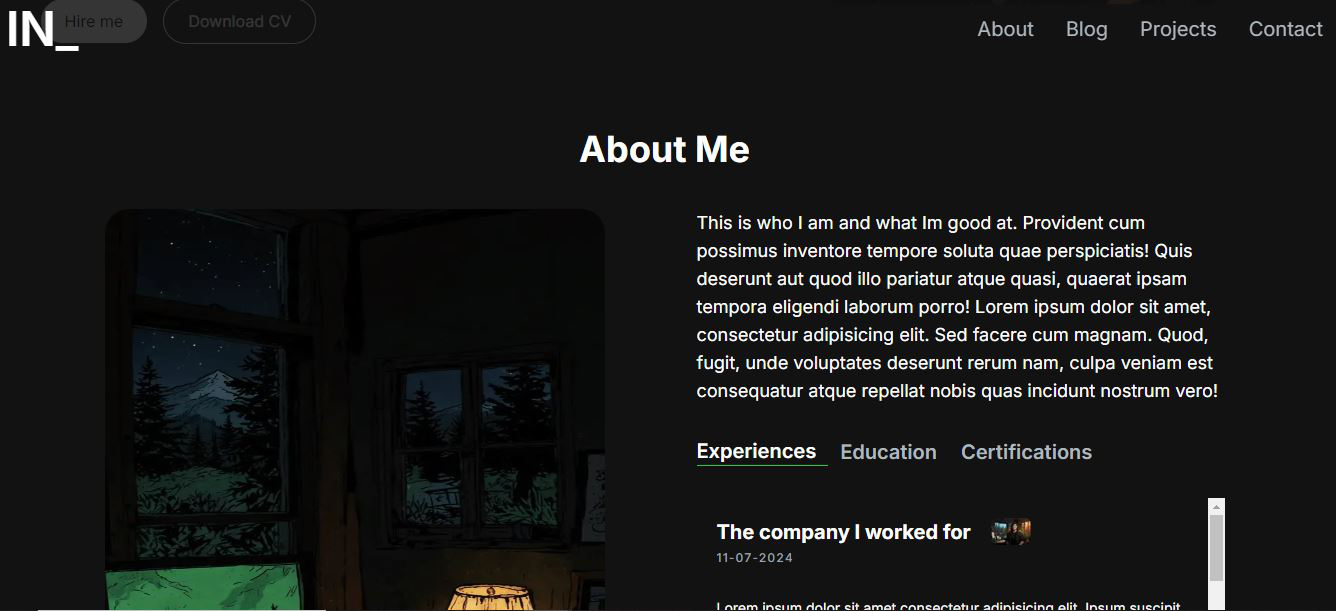 IN_
Hire me
Download CV
About
Blog
Projects
Contact
About Me
This is who I am and what Im good at. Provident cum
possimus inventore tempore soluta quae perspiciatis! Quis
deserunt aut quod illo pariatur atque quasi, quaerat ipsam
tempora eligendi laborum porro! Lorem ipsum dolor sit amet,
consectetur adipisicing elit. Sed facere cum magnam. Quod,
fugit, unde voluptates deserunt rerum nam, culpa veniam est
consequatur atque repellat nobis quas incidunt nostrum vero!
Experiences
Education
Certifications
The company I worked for
11-07-2024
Lorem ipsum dolor sit amet consectetur adipisicing elit. Ipsum suscipit